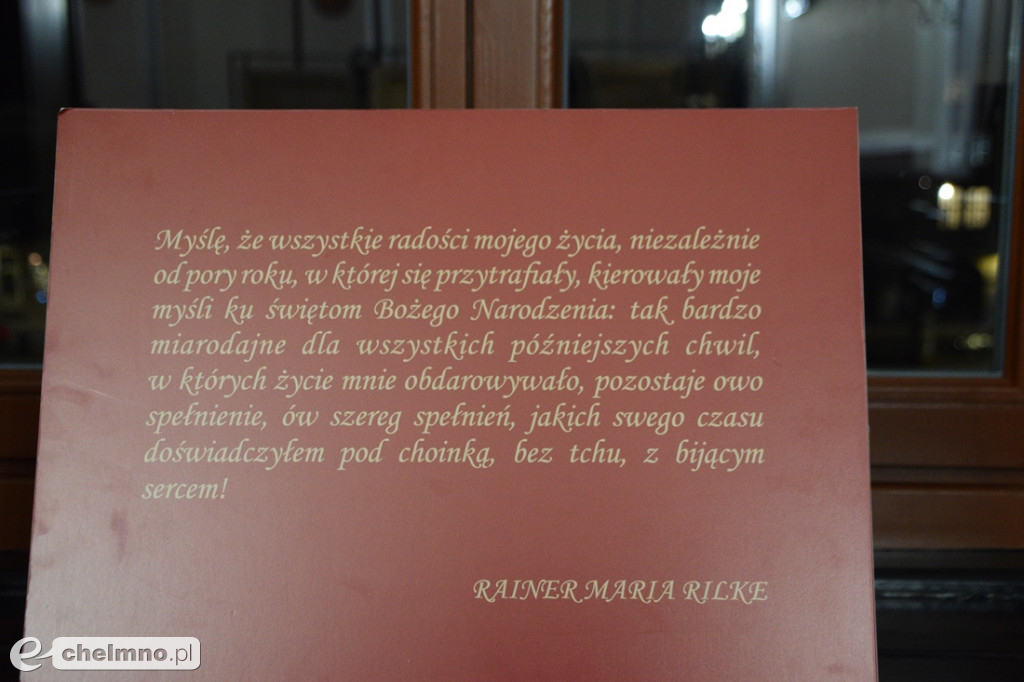 Myślę, że wszystkie radości mojego życia, niezależnie
od pory roku, w której się przytrafiały, kierowały moje
myśli ku świętom Bożego Narodzenia: tak bardzo
miarodajne dla wszystkich późniejszych chwil,
w których życie mnie obdarowywało, pozostaje owo
spełnienie, ów szereg spełnień, jakich swego czasu
doświadczyłem pod choinką, bez tchu, z bijącym
sercem!
RAINER MARIA RILKE
e chelmno.pl